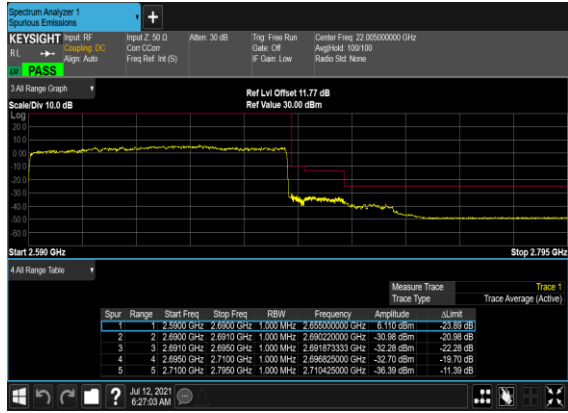 Spectrum Analyzer 1
Spurious Emissions
KEYSIGHT Input: RF Input Z: 50 Ω Atten: 30 dB Trig: Free Run Center Freq: 22.005000000 GHz
RL Coupling: DC Corr CCorr Gate: Off Avg|Hold: 100/100
Align: Auto Freq Ref: Int (S) IF Gain: Low Radio Std: None
PASS
3 All Range Graph Ref Lvl Offset 11.77 dB
Scale/Div 10.0 dB Ref Value 30.00 dBm
Log
20.0
10.0
0.00
-10.0
-20.0
-30.0
-40.0
-50.0
-60.0
Start 2.590 GHz Stop 2.795 GHz
4 All Range Table
Measure Trace Trace 1
Trace Type Trace Average (Active)
Spur Range Start Freq Stop Freq RBW Frequency Amplitude ΔLimit
1 1 2.5900 GHz 2.6900 GHz 1.000 MHz 2.655000000 GHz 6.110 dBm -23.89 dB
2 2 2.6900 GHz 2.6910 GHz 1.000 MHz 2.690220000 GHz -30.98 dBm -20.98 dB
3 3 2.6910 GHz 2.6950 GHz 1.000 MHz 2.691873333 GHz -32.28 dBm -22.28 dB
4 4 2.6950 GHz 2.7100 GHz 1.000 MHz 2.696825000 GHz -32.70 dBm -19.70 dB
5 5 2.7100 GHz 2.7950 GHz 1.000 MHz 2.710425000 GHz -36.39 dBm -11.39 dB
Jul 12, 2021
6:27:03 AM